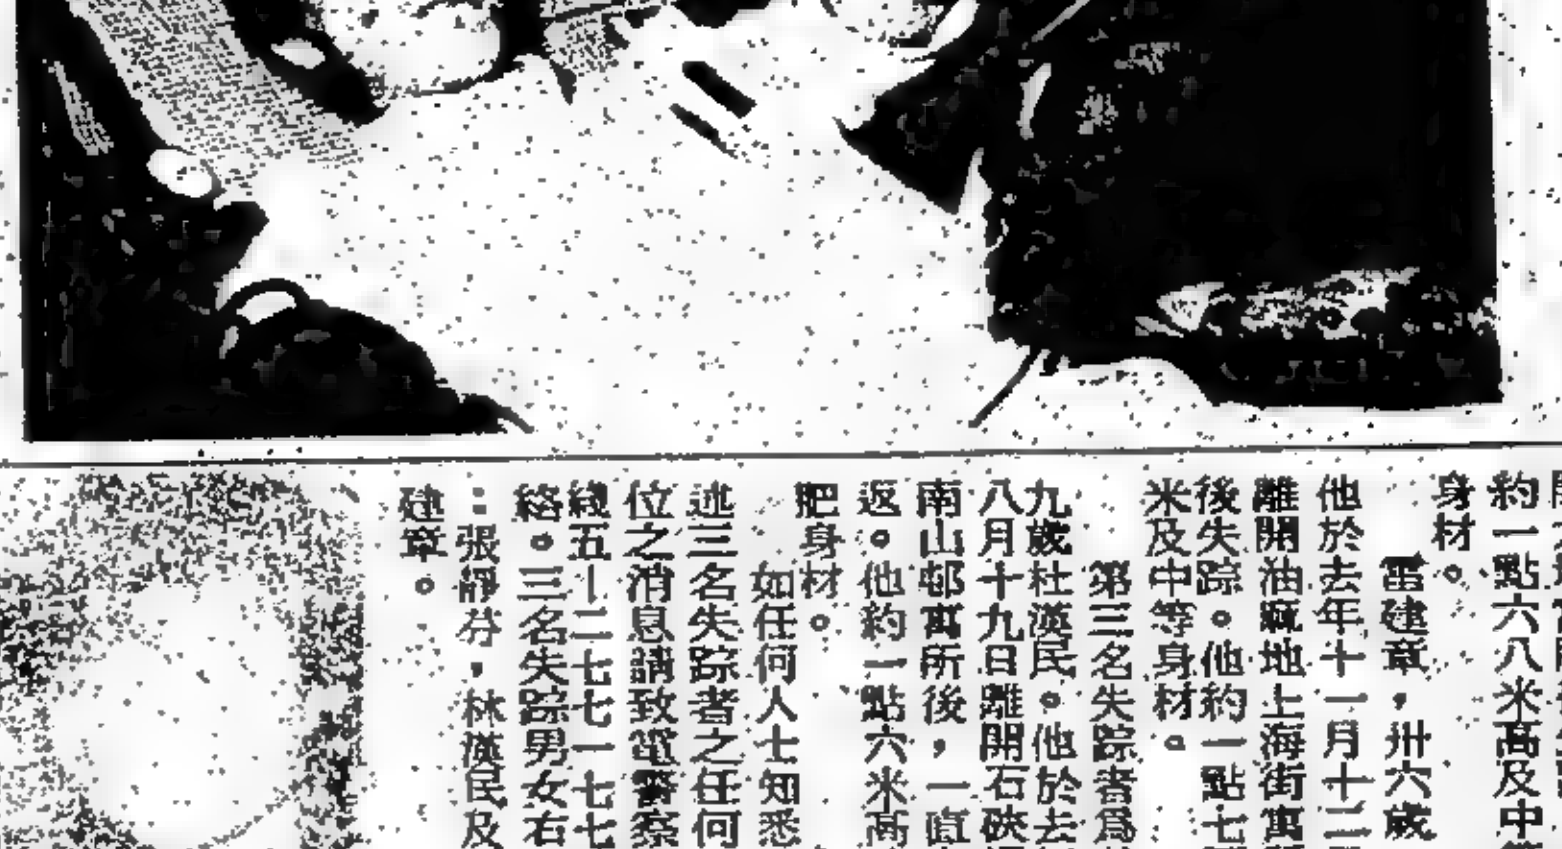 約一點六八米高及中
身材。
雷建章，卅六歲
他於去年十一月十二
離開油蔴地上海街寓
後失踪。他約一點七
米及中等身材。
第三名失踪者爲
九歲杜漢民。他於去
八月十九日離開石硤
南山邨寓所後，一直
返。他約一點六米高
肥身材。
如任何人士知悉
述三名失踪者之任何
位之消息請致電警察
綫五—二七七一七七
絡。三名失踪男女右
：張靜芬，林漢民及
建章。